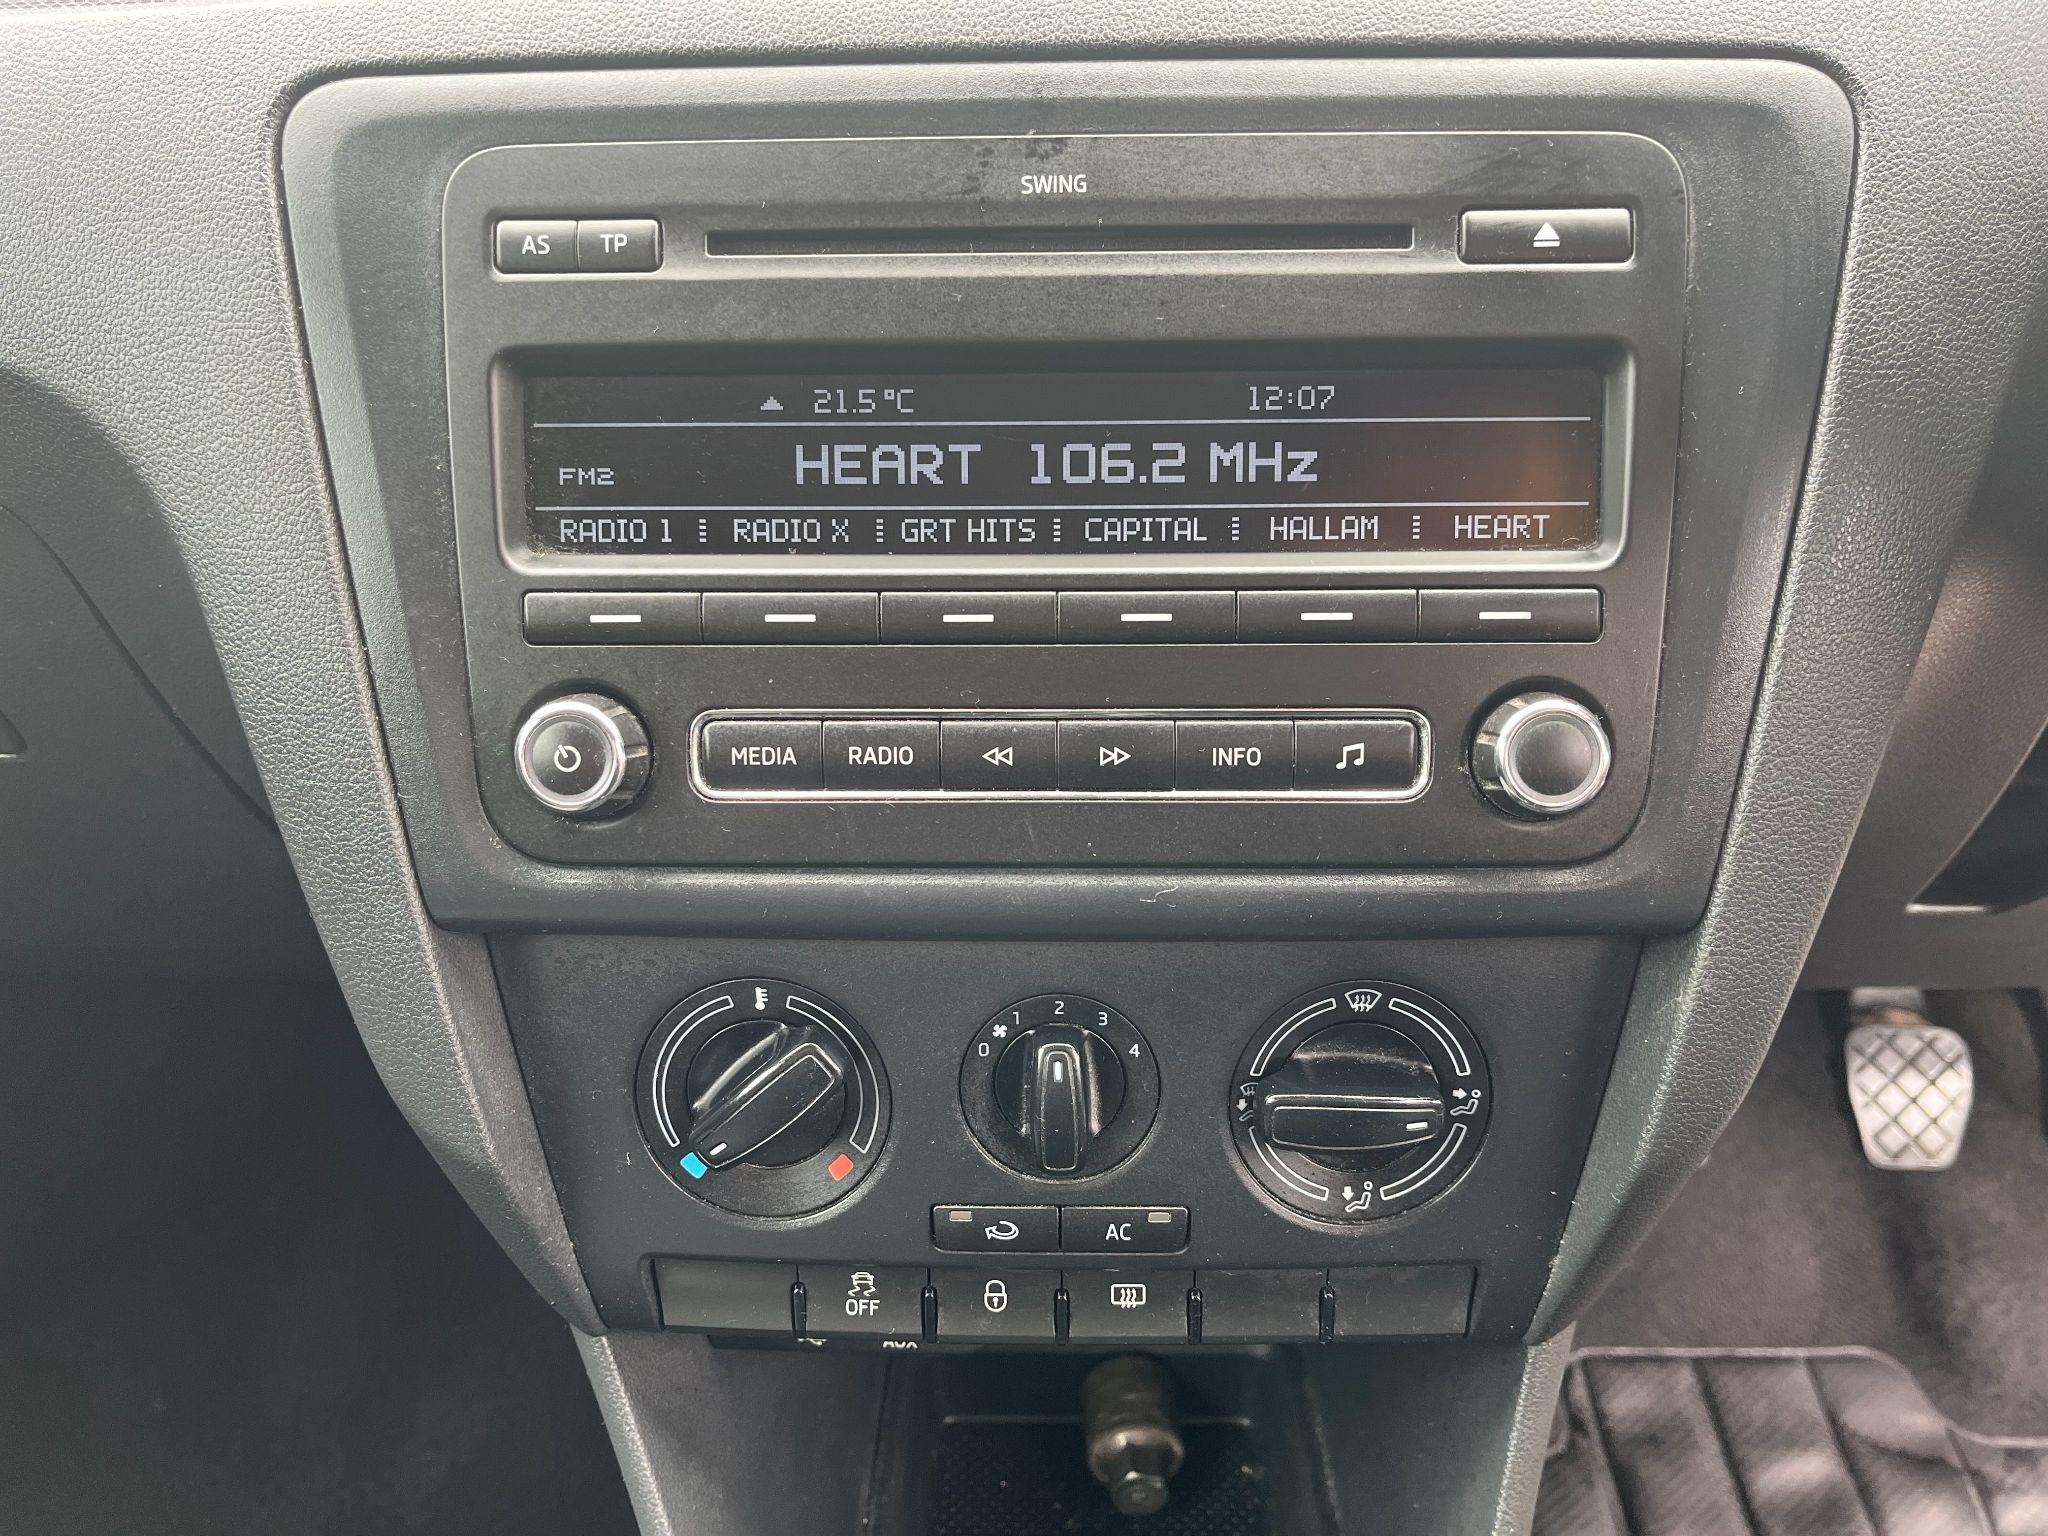 SWING
AS TP
21.5°C 12:07
FM2 HEART 106.2 MHz
RADIO 1 RADIO X GRT HITS CAPITAL HALLAM HEART
MEDIA RADIO INFO
0 1 2 3 4
AC
OFF
AUX